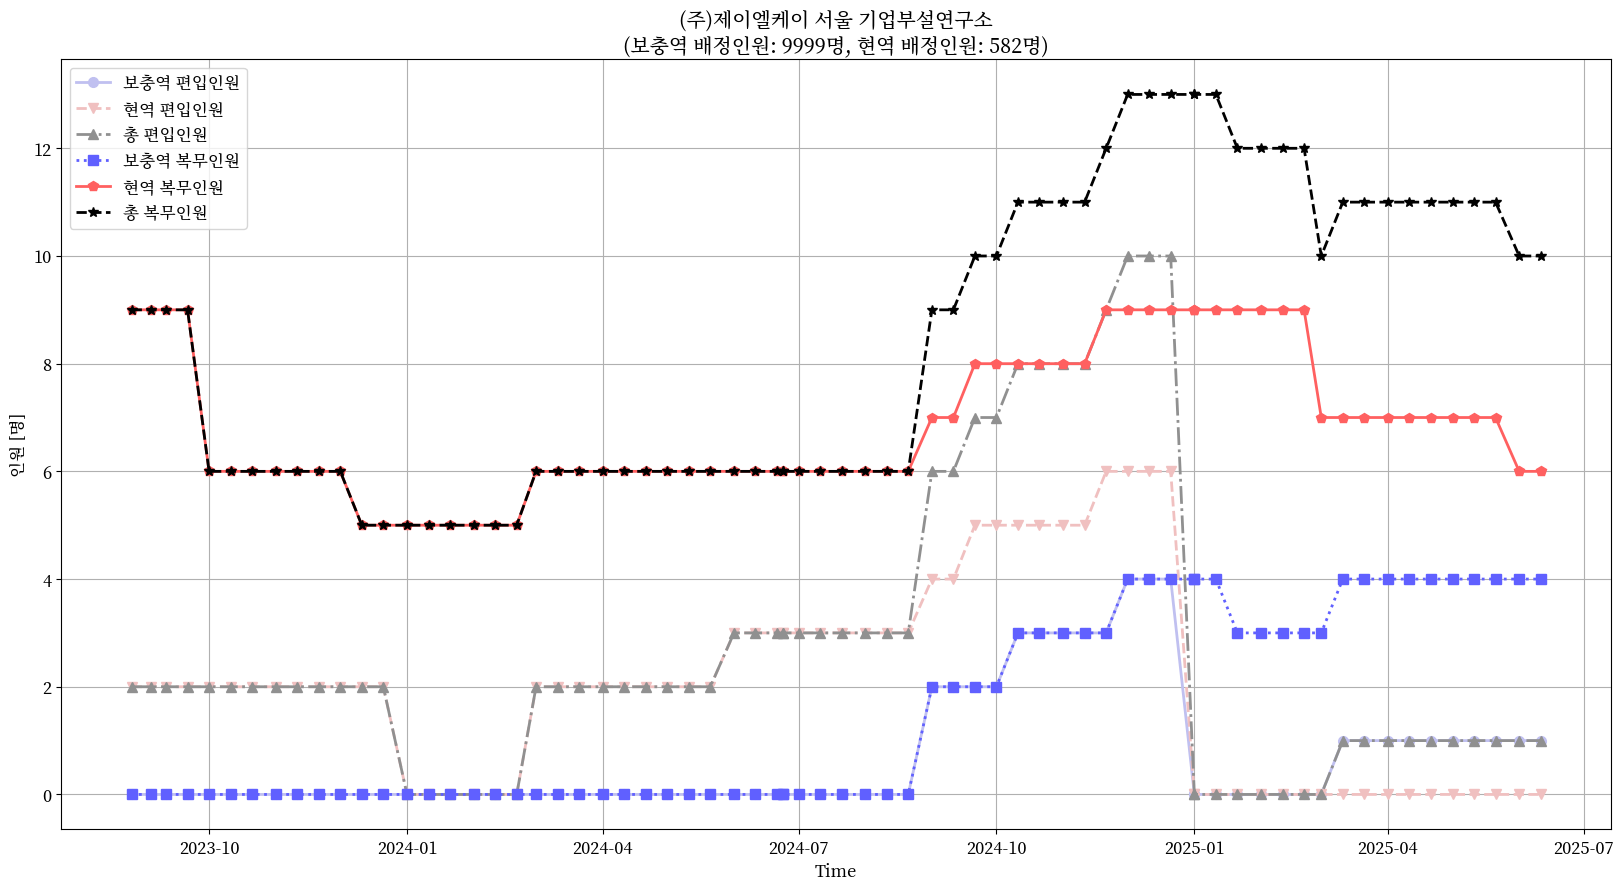 (주)제이엘케이 서울 기업부설연구소
(보충역 배정인원: 9999명, 현역 배정인원: 582명)
보충역 편입인원
현역 편입인원
총 편입인원
보충역 복무인원
현역 복무인원
총 복무인원
인원 [명]
12
10
8
6
4
2
0
2023-10
2024-01
2024-04
2024-07
2024-10
2025-01
2025-04
2025-07
Time